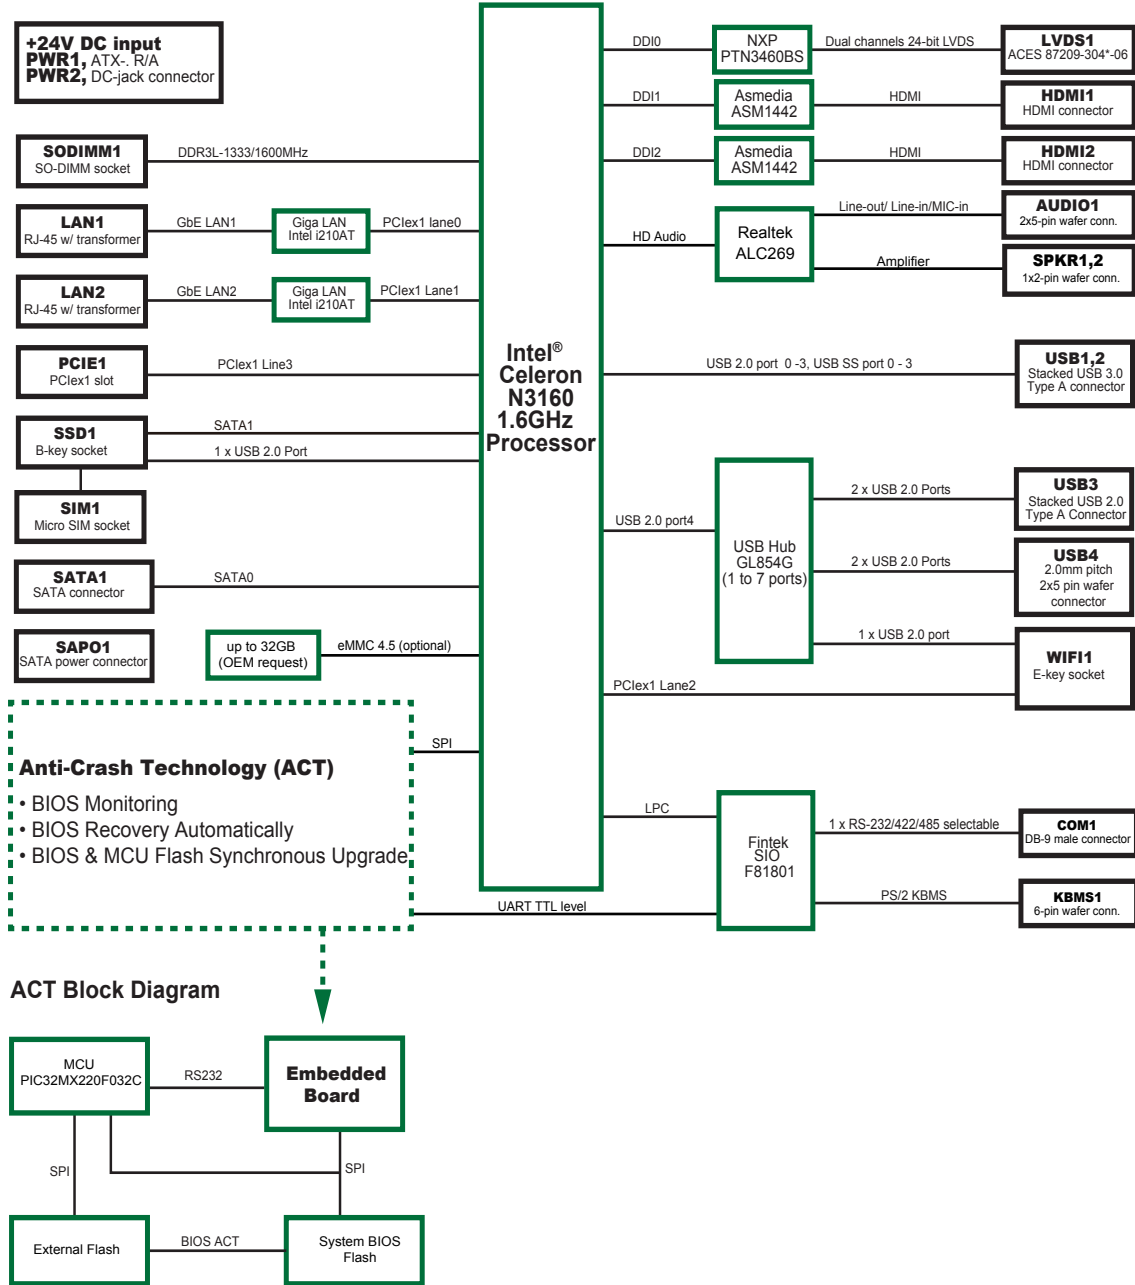 +24V DC input
PWR1, ATX-. R/A
PWR2, DC-jack connector
SODIMM1
SO-DIMM socket
DDR3L-1333/1600MHz
LAN1
RJ-45 w/ transformer
GbE LAN1
Giga LAN
Intel i210AT
PCIex1 lane0
LAN2
RJ-45 w/ transformer
GbE LAN2
Giga LAN
Intel i210AT
PCIex1 Lane1
PCIE1
PCIex1 slot
PCIex1 Line3
SSD1
B-key socket
SATA1
1 x USB 2.0 Port
SIM1
Micro SIM socket
SATA1
SATA connector
SATA0
SAPO1
SATA power connector
up to 32GB
(OEM request)
eMMC 4.5 (optional)
Intel®
Celeron
N3160
1.6GHz
Processor
DDI0
NXP
PTN3460BS
Dual channels 24-bit LVDS
LVDS1
ACES 87209-304*-06
DDI1
Asmedia
ASM1442
HDMI
HDMI1
HDMI connector
DDI2
Asmedia
ASM1442
HDMI
HDMI2
HDMI connector
HD Audio
Realtek
ALC269
Line-out/ Line-in/MIC-in
AUDIO1
2x5-pin wafer conn.
Amplifier
SPKR1,2
1x2-pin wafer conn.
USB 2.0 port 0 -3, USB SS port 0 - 3
USB1,2
Stacked USB 3.0
Type A connector
USB 2.0 port4
USB Hub
GL854G
(1 to 7 ports)
2 x USB 2.0 Ports
USB3
Stacked USB 2.0
Type A Connector
2 x USB 2.0 Ports
USB4
2.0mm pitch
2x5 pin wafer
connector
1 x USB 2.0 port
WIFI1
E-key socket
PCIex1 Lane2
Anti-Crash Technology (ACT)
• BIOS Monitoring
• BIOS Recovery Automatically
• BIOS & MCU Flash Synchronous Upgrade
SPI
LPC
Fintek
SIO
F81801
1 x RS-232/422/485 selectable
COM1
DB-9 male connector
PS/2 KBMS
KBMS1
6-pin wafer conn.
UART TTL level
ACT Block Diagram
MCU
PIC32MX220F032C
RS232
Embedded
Board
SPI
SPI
External Flash
BIOS ACT
System BIOS
Flash